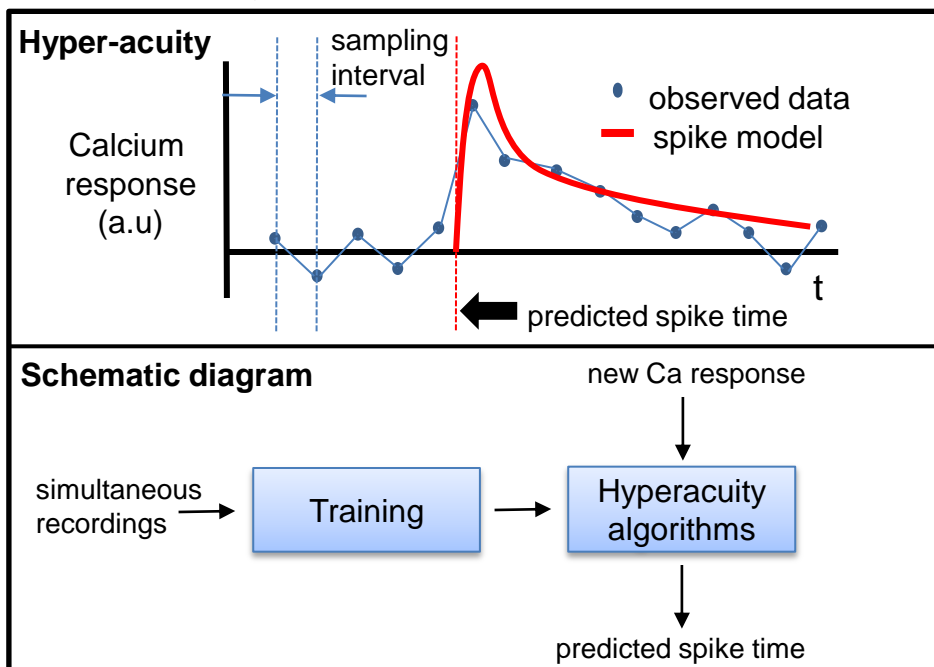 Hyper-acuity
sampling
interval
observed data
spike model
Calcium
response
(a.u)
t
predicted spike time
Schematic diagram
new Ca response
simultaneous
recordings
Training
Hyperacuity
algorithms
predicted spike time